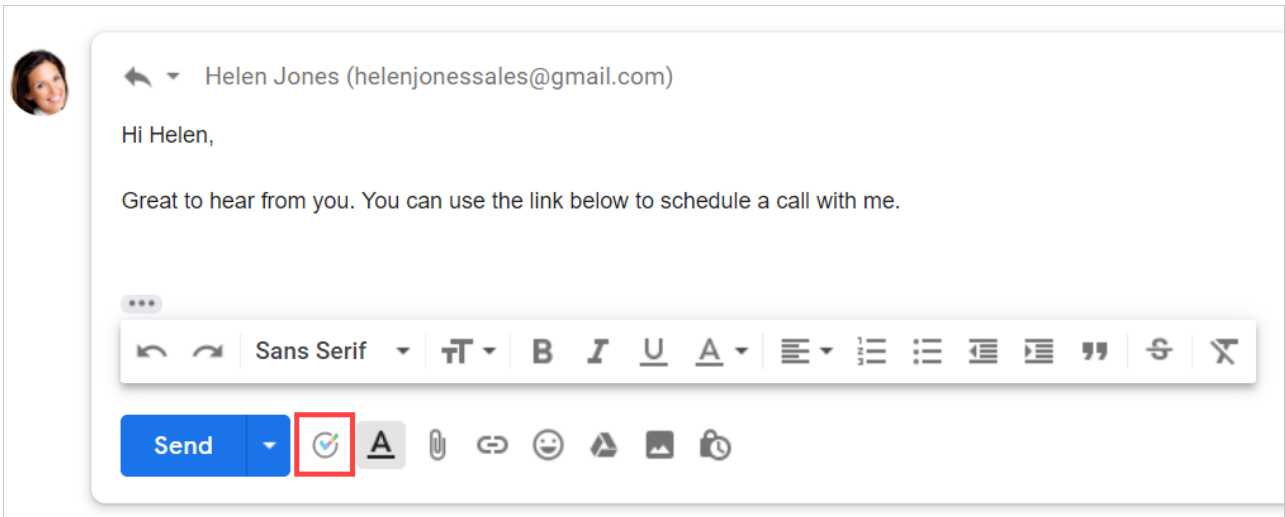 Helen Jones (helenjonessales@gmail.com)
Hi Helen,
Great to hear from you. You can use the link below to schedule a call with me.
Sans Serif
Send